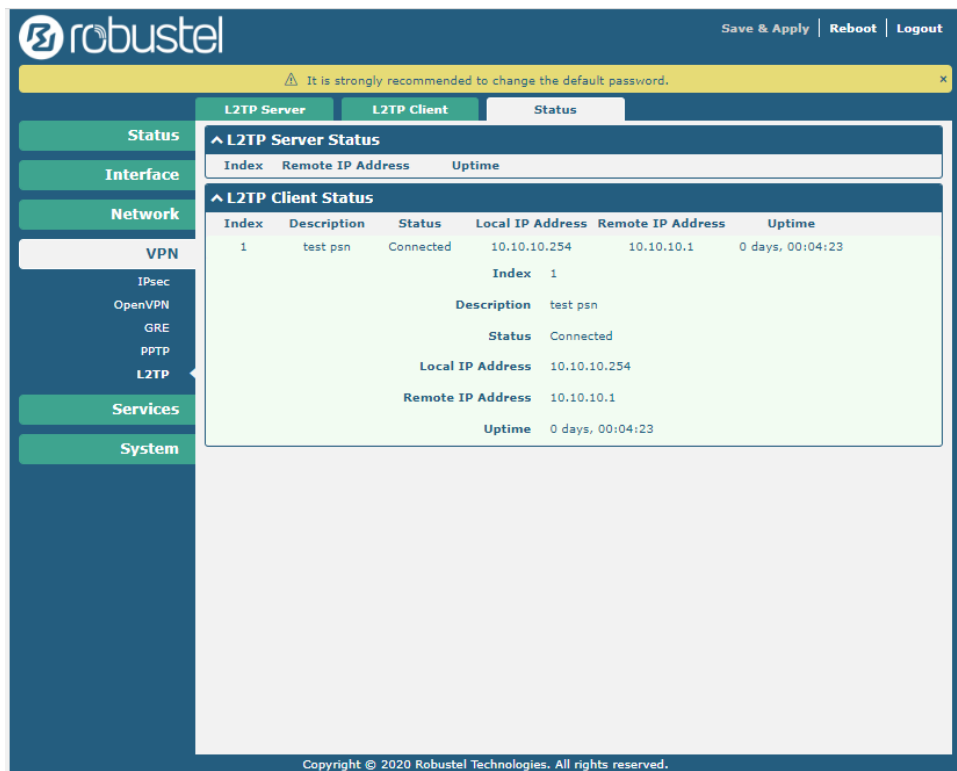 robustel
Save & Apply | Reboot | Logout
⚠ It is strongly recommended to change the default password. ×
L2TP Server L2TP Client Status
Status
Interface
Network
VPN
IPsec
OpenVPN
GRE
PPTP
L2TP
Services
System
L2TP Server Status
Index Remote IP Address Uptime
L2TP Client Status
Index Description Status Local IP Address Remote IP Address Uptime
1 test psn Connected 10.10.10.254 10.10.10.1 0 days, 00:04:23
Index 1
Description test psn
Status Connected
Local IP Address 10.10.10.254
Remote IP Address 10.10.10.1
Uptime 0 days, 00:04:23
Copyright © 2020 Robustel Technologies. All rights reserved.